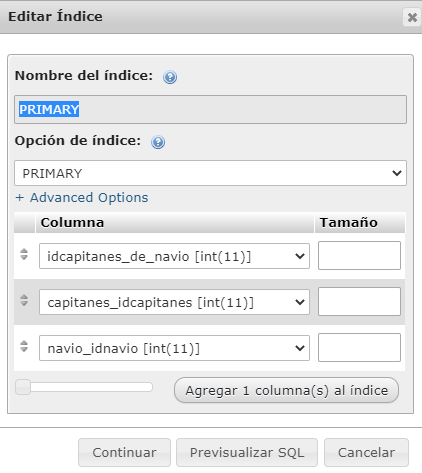 Editar Índice
Nombre del índice:
PRIMARY
Opción de índice:
PRIMARY
+ Advanced Options
Columna Tamaño
idcapitanes_de_navio [int(11)]
capitanes_idcapitanes [int(11)]
navio_idnavio [int(11)]
Agregar 1 columna(s) al índice
Continuar Previsualizar SQL Cancelar